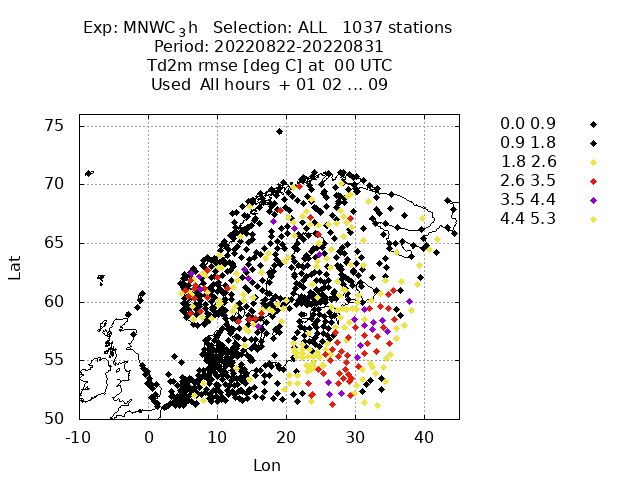 Exp: MNWC_3h   Selection: ALL   1037 stations
Period: 20220822-20220831
Td2m rmse [deg C] at  00 UTC
Used  All hours  + 01 02 ... 09
0.0 0.9
0.9 1.8
1.8 2.6
2.6 3.5
3.5 4.4
4.4 5.3
75
70
65
60
55
50
Lat
-10 0 10 20 30 40
Lon